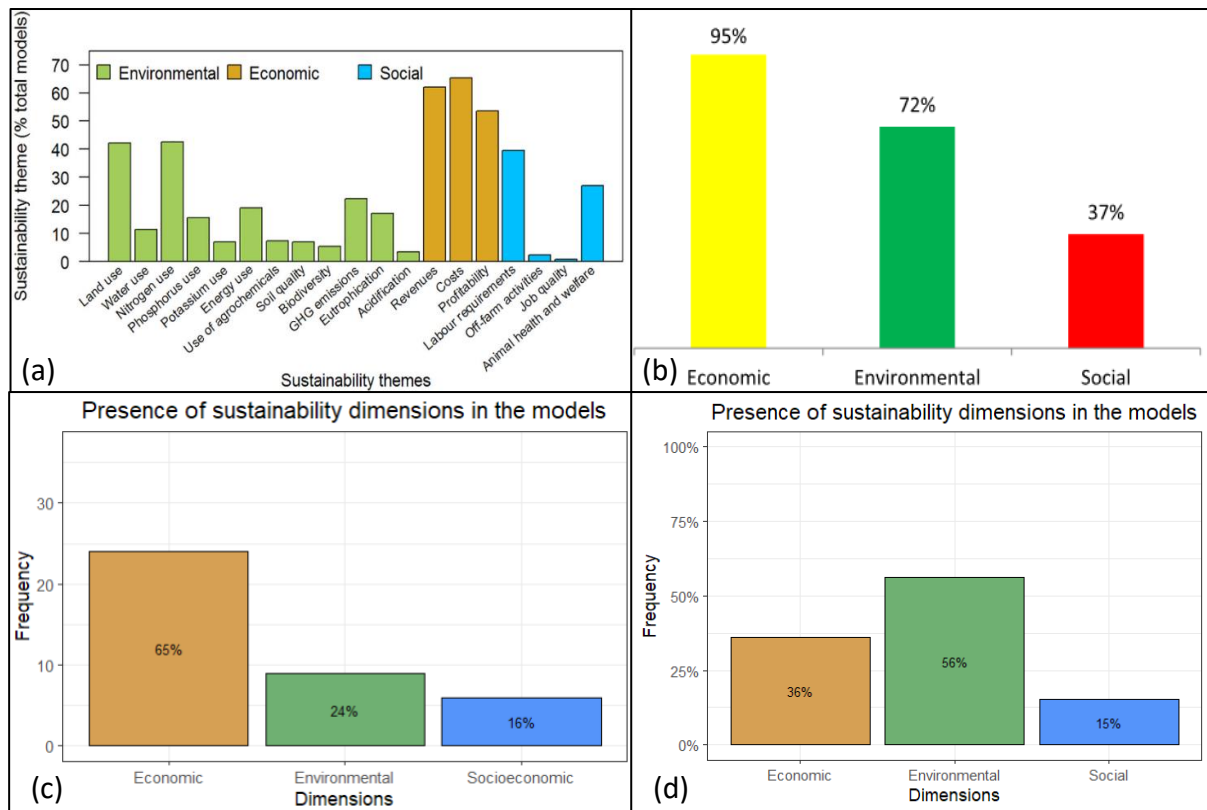 Sustainability theme (% total models)
70
60
50
40
30
20
10
0
Environmental Economic Social
Land use
Water use
Nitrogen use
Phosphorus use
Potassium use
Energy use
Use of agrochemicals
Soil quality
Biodiversity
GHG emissions
Eutrophication
Acidification
Revenues
Costs
Profitability
Labour requirements
Off-farm activities
Job quality
Animal health and welfare
Sustainability themes
(a)
95%
72%
37%
Economic Environmental Social
(b)
Presence of sustainability dimensions in the models
Frequency
30
20
10
0
65%
24%
16%
Economic Environmental Socioeconomic
Dimensions
(c)
Presence of sustainability dimensions in the models
Frequency
100%
75%
50%
25%
0%
36%
56%
15%
Economic Environmental Social
Dimensions
(d)